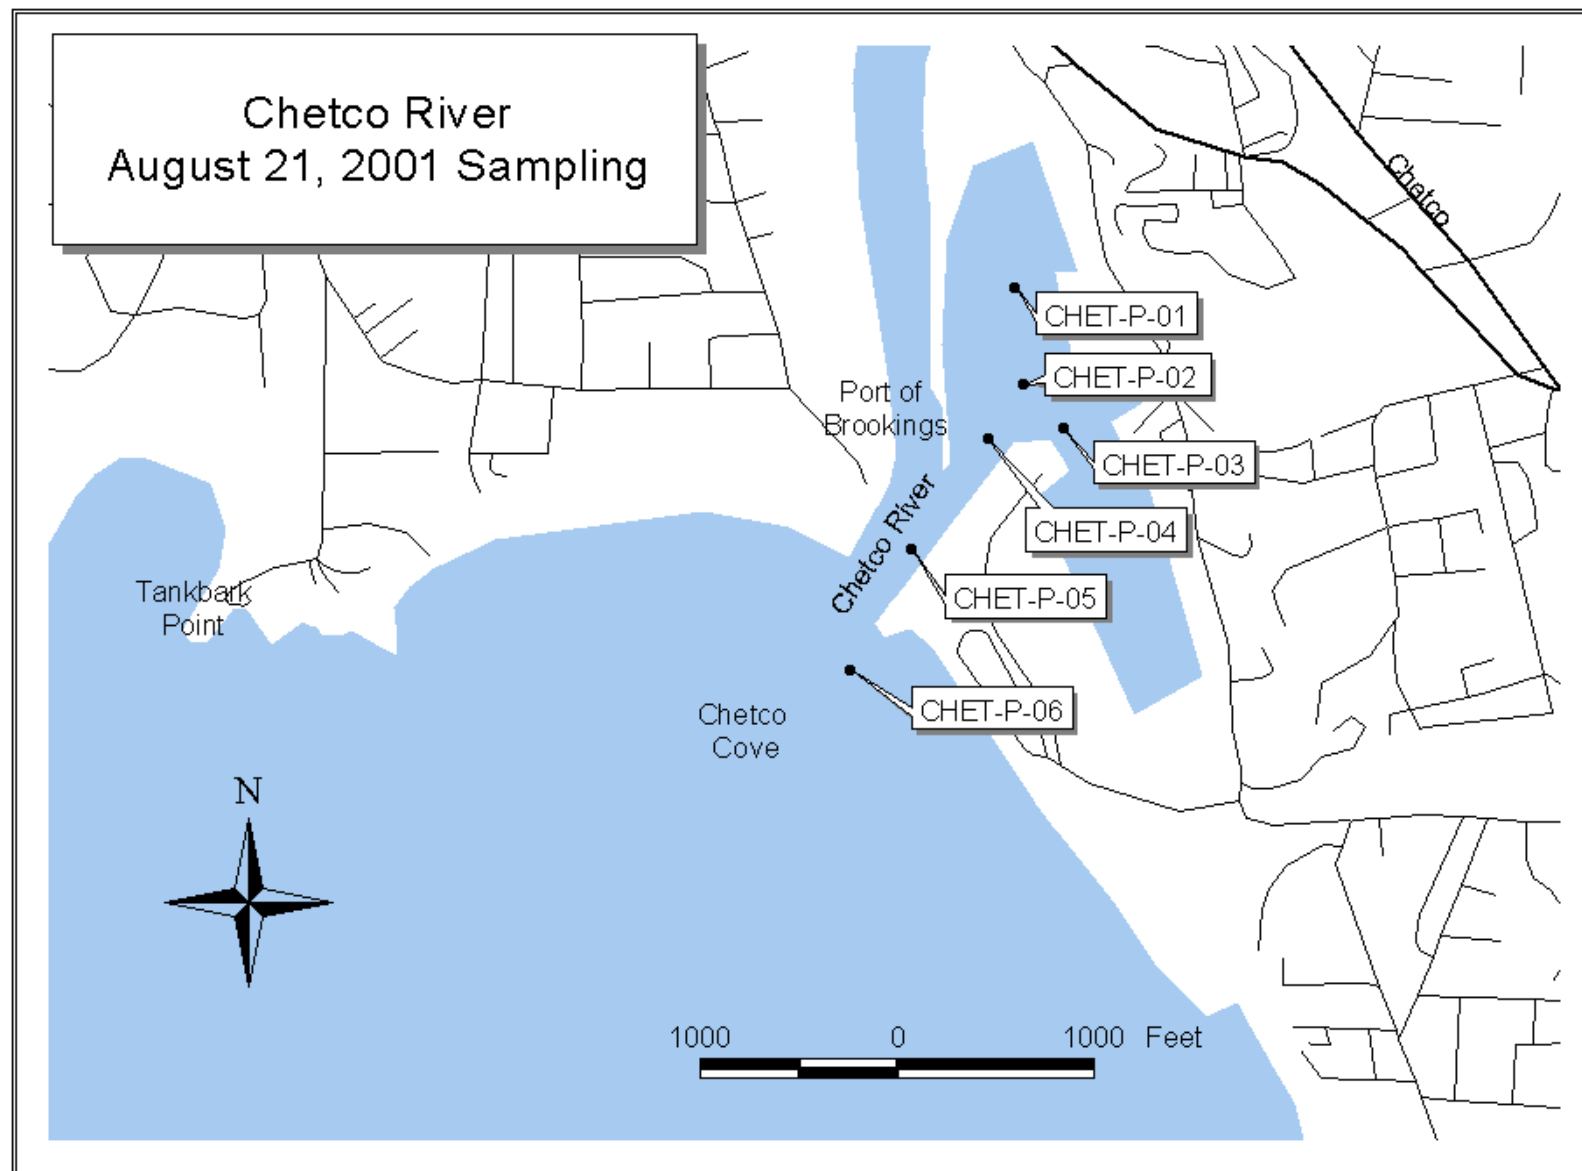 Chetco River
August 21, 2001 Sampling
Chetco
CHET-P-01
CHET-P-02
Port of
Brookings
CHET-P-03
Chetco River
CHET-P-04
Tankbark
Point
CHET-P-05
CHET-P-06
Chetco
Cove
N
1000 0 1000 Feet